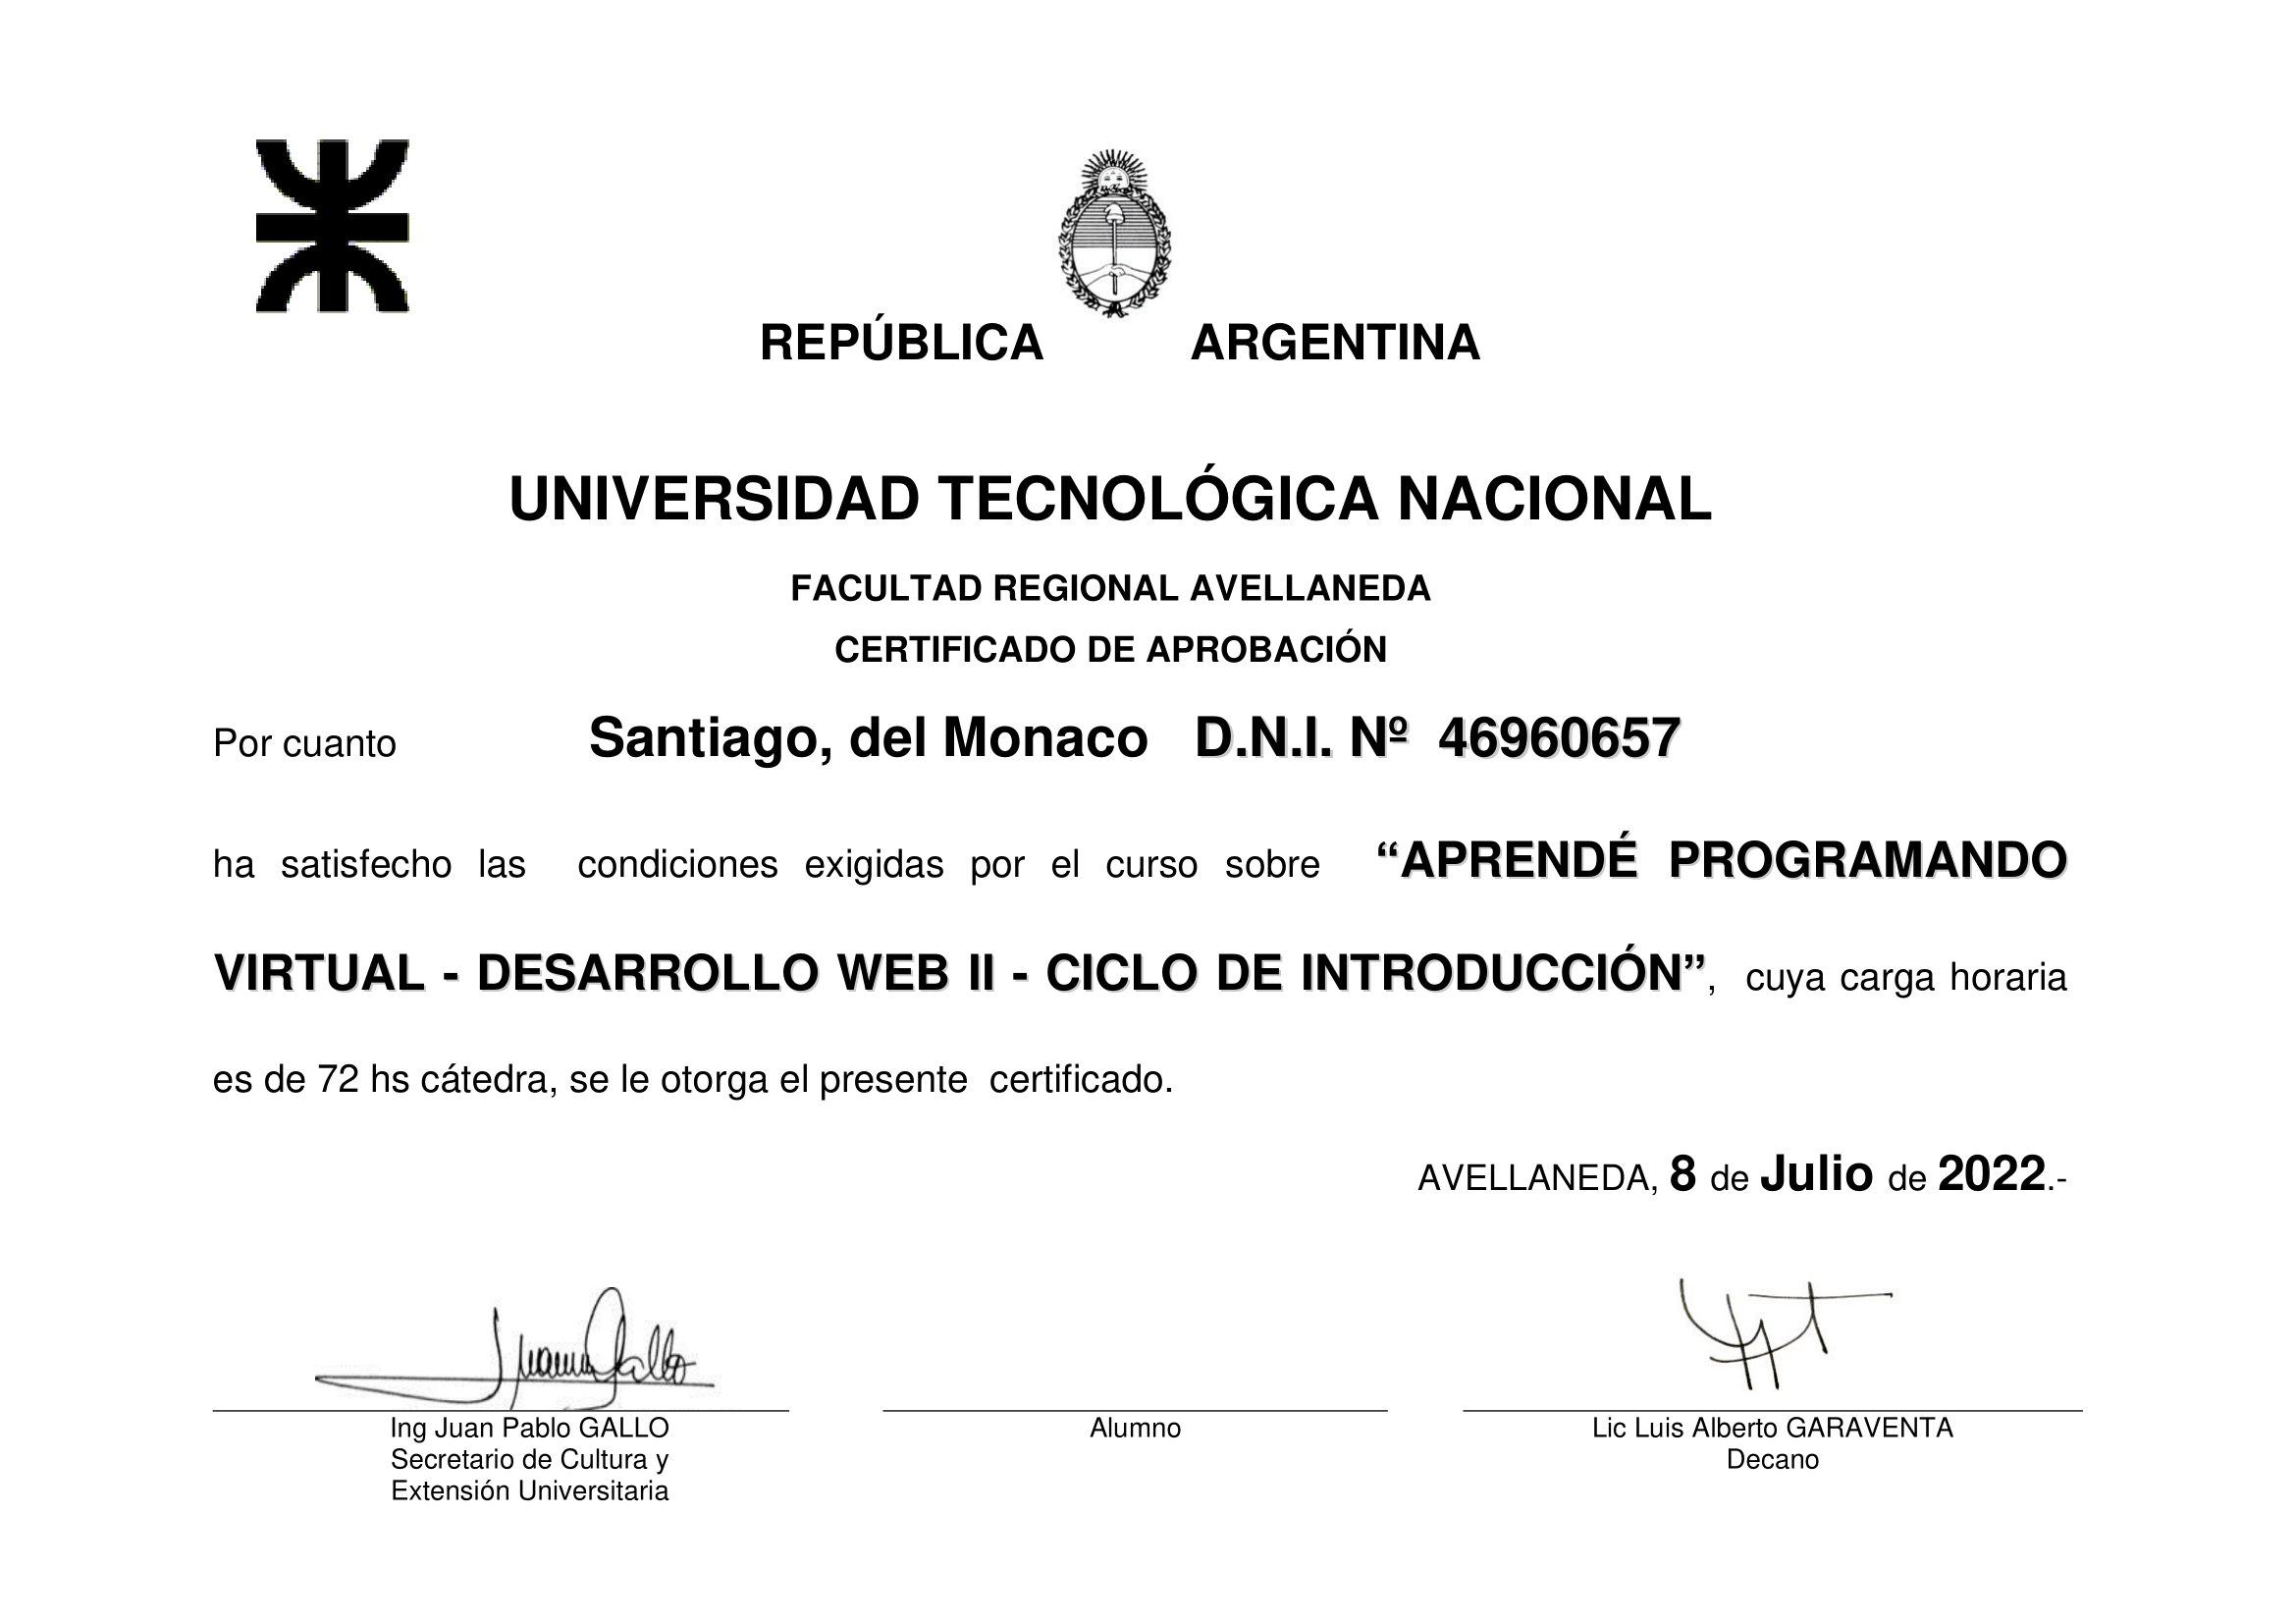 REPÚBLICA ARGENTINA
UNIVERSIDAD TECNOLÓGICA NACIONAL
FACULTAD REGIONAL AVELLANEDA
CERTIFICADO DE APROBACIÓN
Por cuanto Santiago, del Monaco D.N.I. Nº 46960657
ha satisfecho las condiciones exigidas por el curso sobre “APRENDÉ PROGRAMANDO
VIRTUAL - DESARROLLO WEB II - CICLO DE INTRODUCCIÓN”, cuya carga horaria
es de 72 hs cátedra, se le otorga el presente certificado.
AVELLANEDA, 8 de Julio de 2022.-
Ing Juan Pablo GALLO
Secretario de Cultura y
Extensión Universitaria
Alumno
Lic Luis Alberto GARAVENTA
Decano